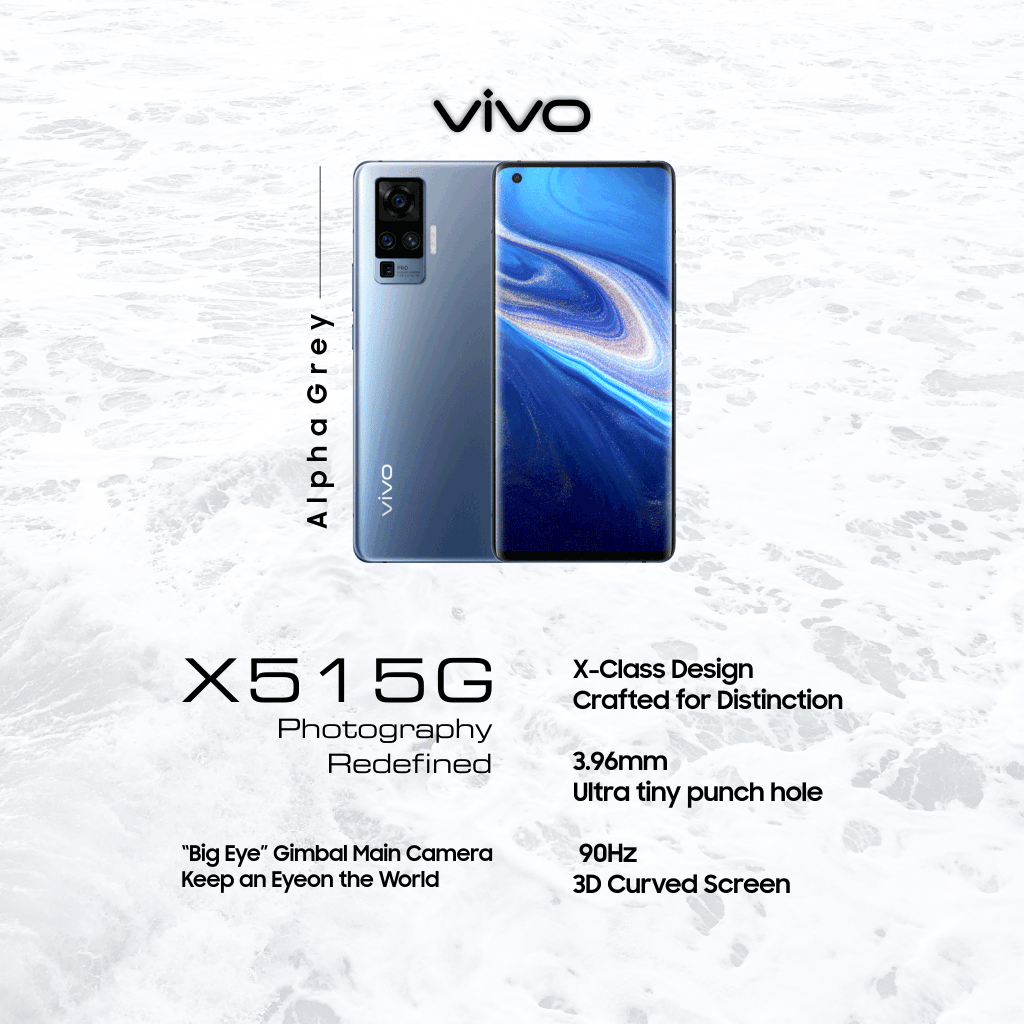 vivo
Alpha Grey
PRO
vivo
X515G
Photography
Redefined
"Big Eye" Gimbal Main Camera
Keep an Eyeon the World
X-Class Design
Crafted for Distinction
3.96mm
Ultra tiny punch hole
90Hz
3D Curved Screen